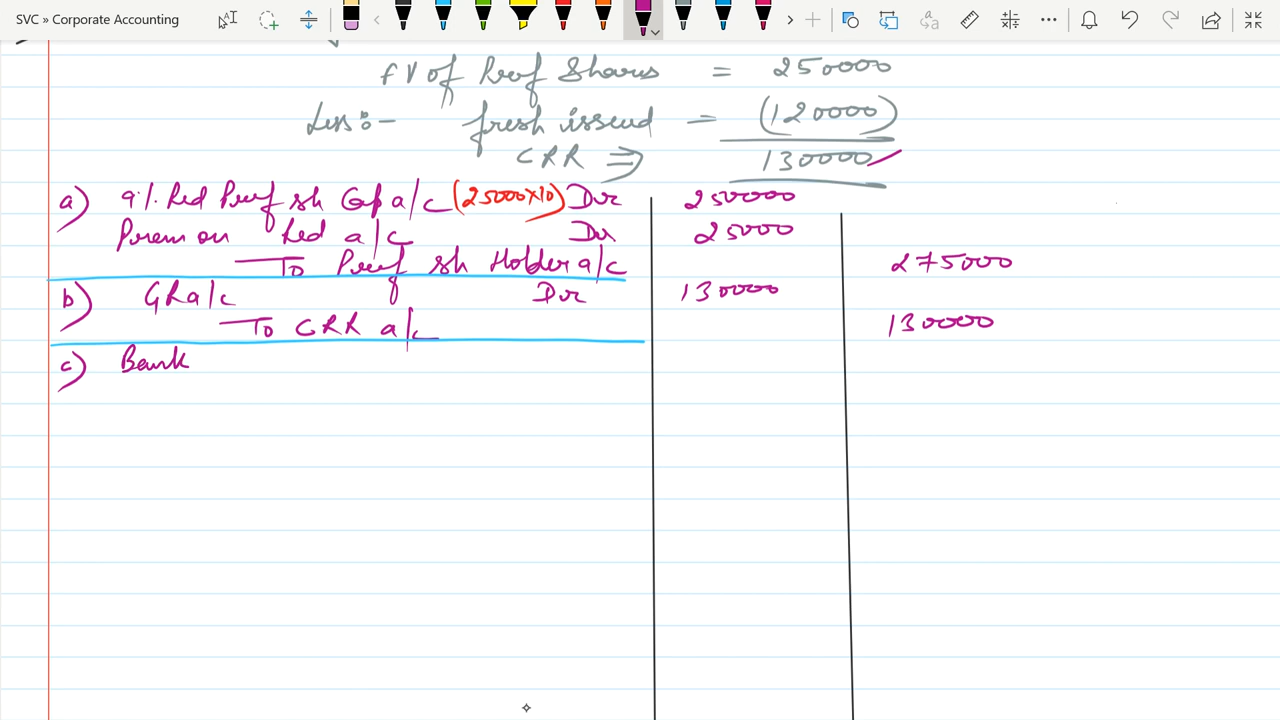 SVC » Corporate Accounting
FV of Pref Shares = 250000
Less:- fresh issued = (120000)
CRR ⇒ 130000
a) 9% Red Pref sh Cap a/c (25000×10) Dr 250000
Prem on Red a/c Dr 25000
To Pref sh Holder a/c 275000
b) GR a/c Dr 130000
To CRR a/c 130000
c) Bank